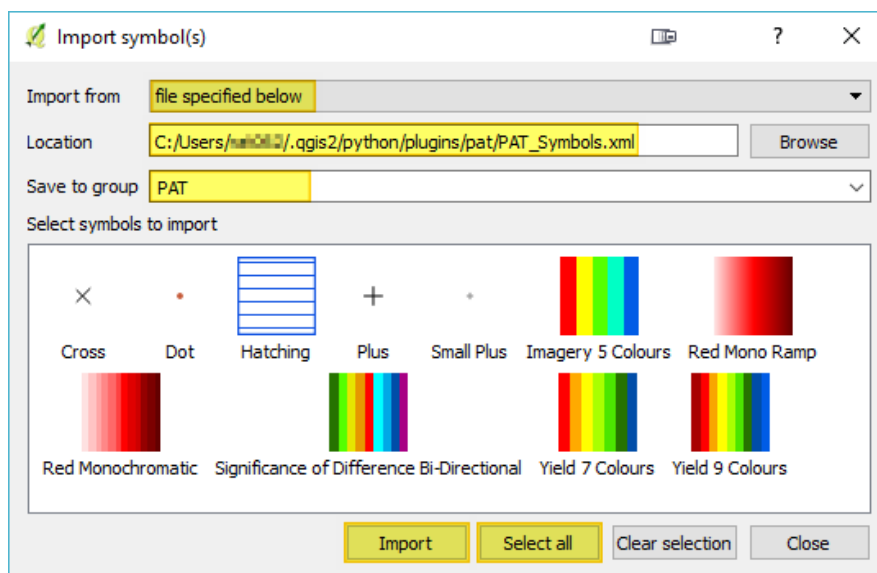 Import symbol(s) ? X
Import from file specified below
Location C:/Users/ /.qgis2/python/plugins/pat/PAT_Symbols.xml Browse
Save to group PAT
Select symbols to import
Cross Dot Hatching Plus Small Plus Imagery 5 Colours Red Mono Ramp
Red Monochromatic Significance of Difference Bi-Directional Yield 7 Colours Yield 9 Colours
Import Select all Clear selection Close